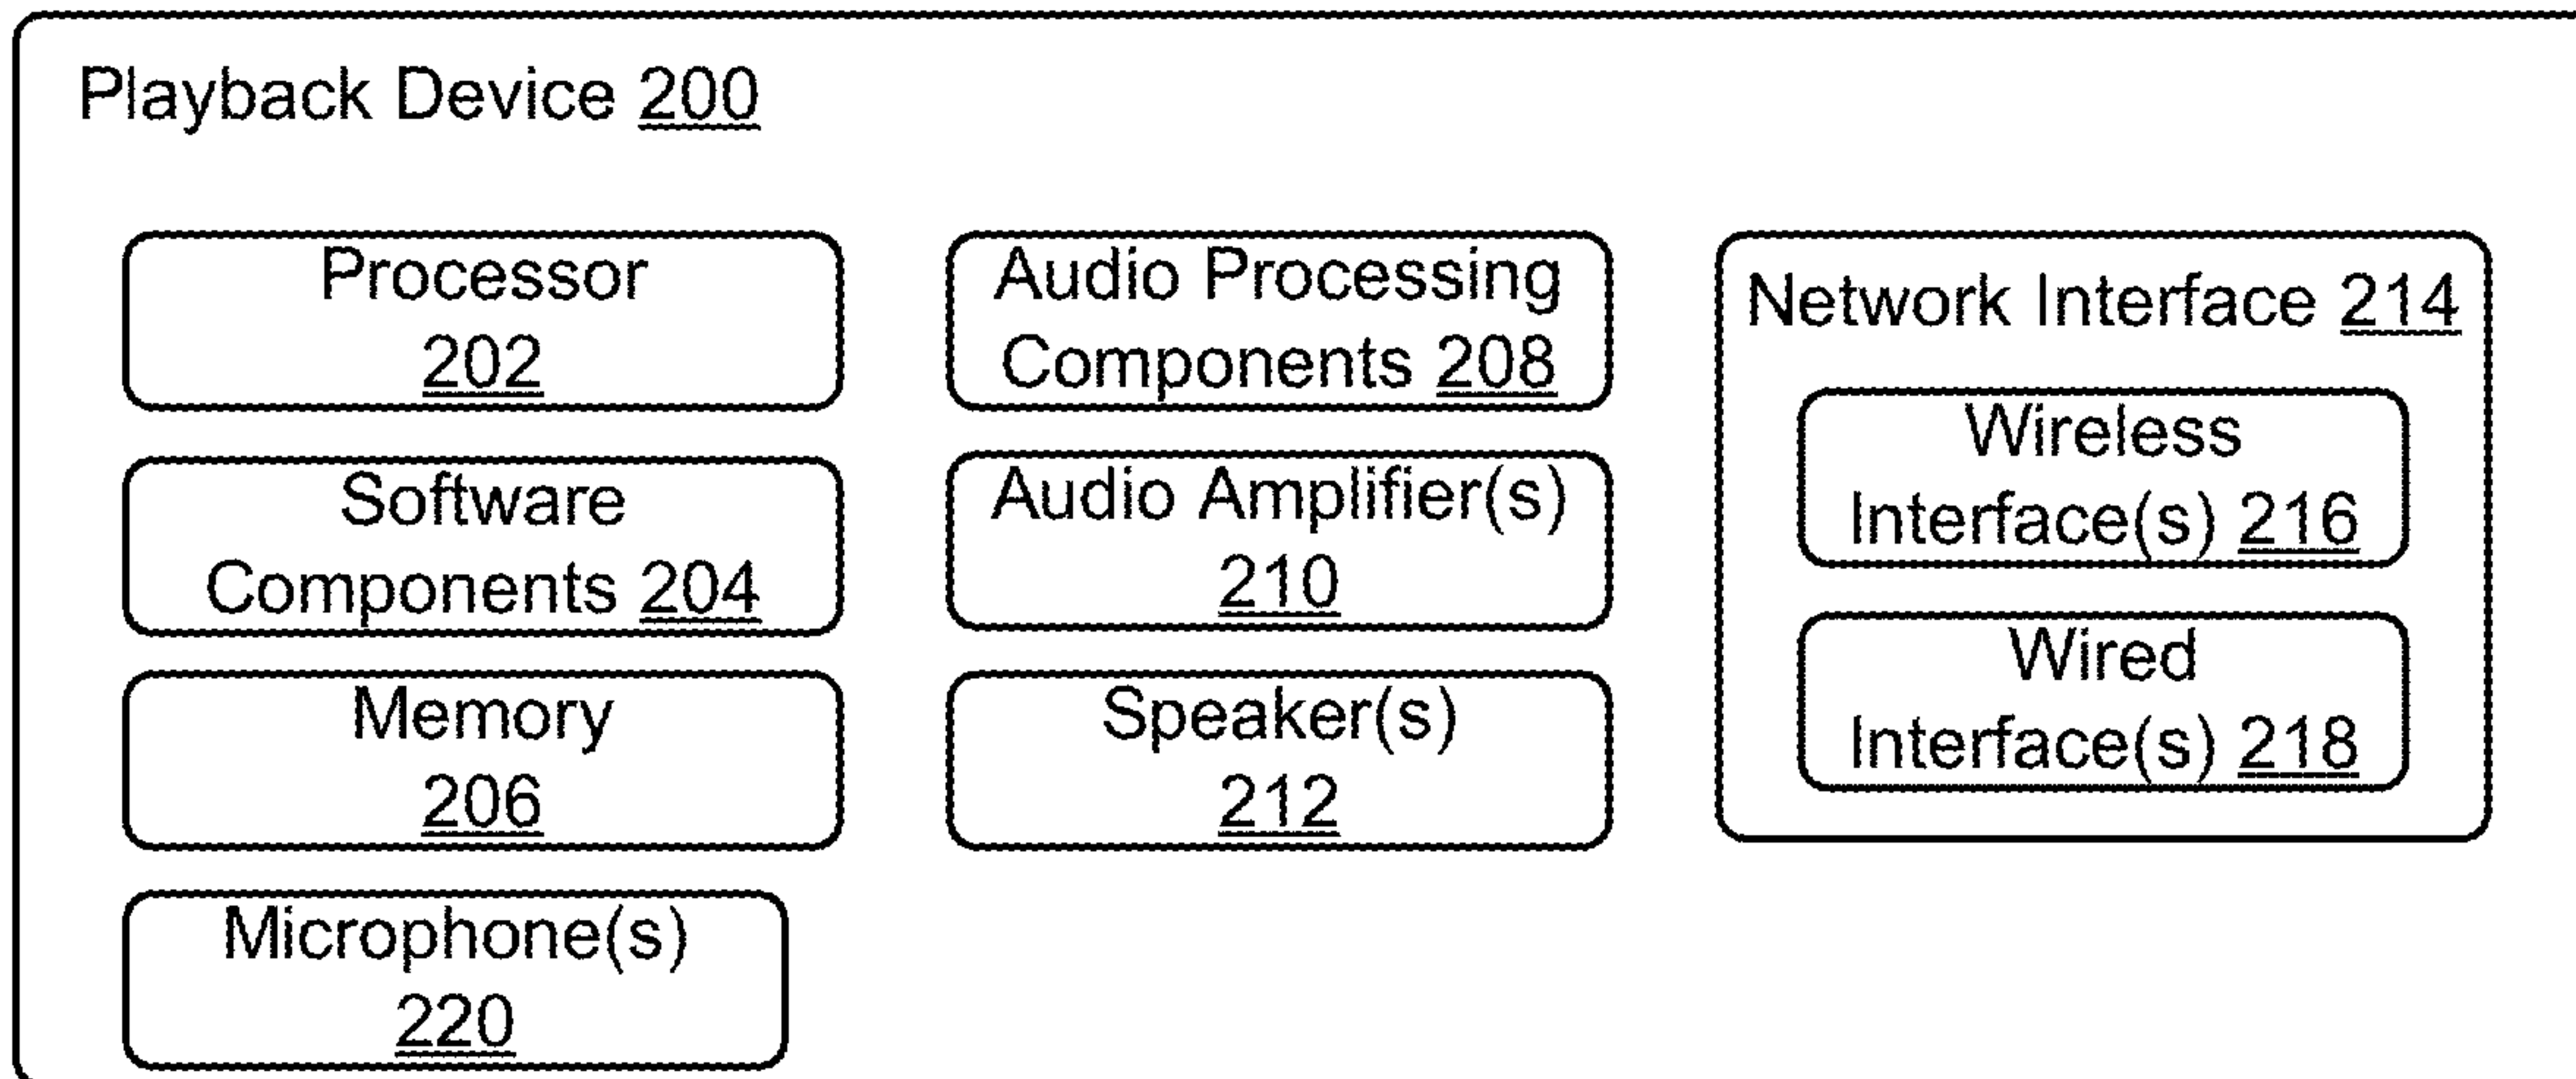 Playback Device 200
Processor
202
Software
Components 204
Memory
206
Microphone(s)
220
Audio Processing
Components 208
Audio Amplifier(s)
210
Speaker(s)
212
Network Interface 214
Wireless
Interface(s) 216
Wired
Interface(s) 218